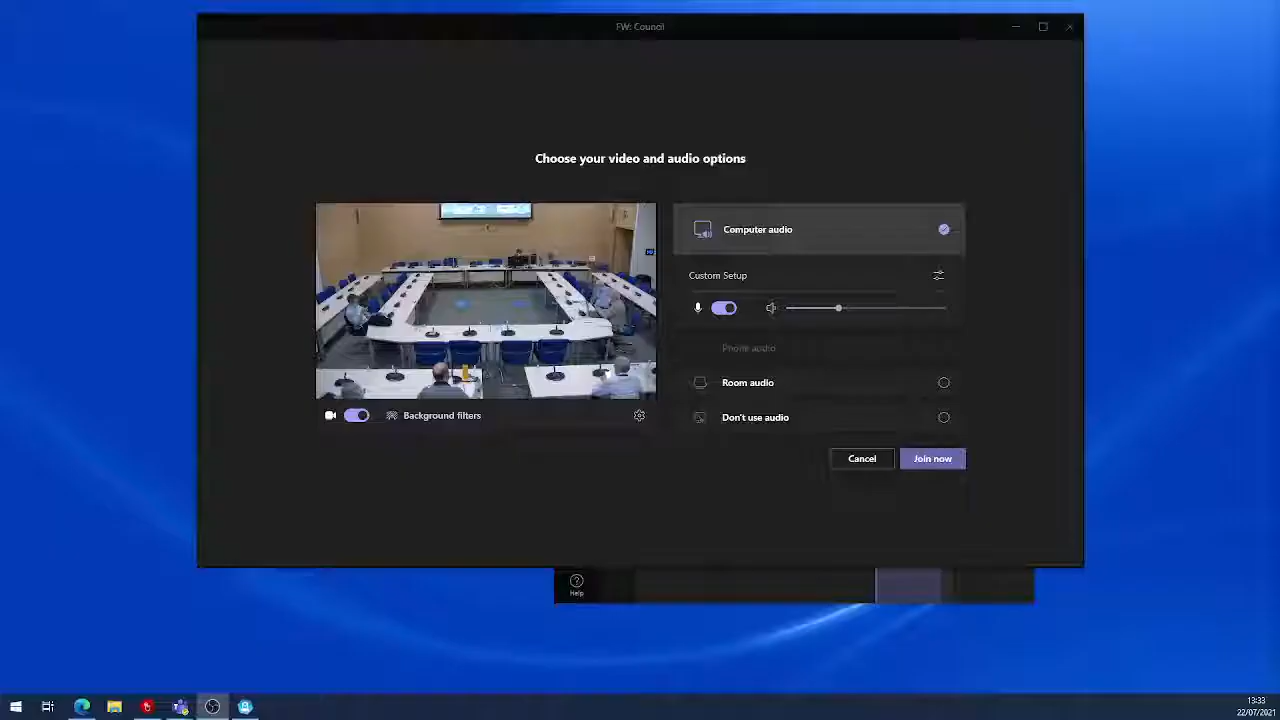 FW: Council
Choose your video and audio options
Computer audio
Custom Setup
Phone audio
Room audio
Background filters
Don't use audio
Cancel
Join now
Help
13:33
22/07/2021